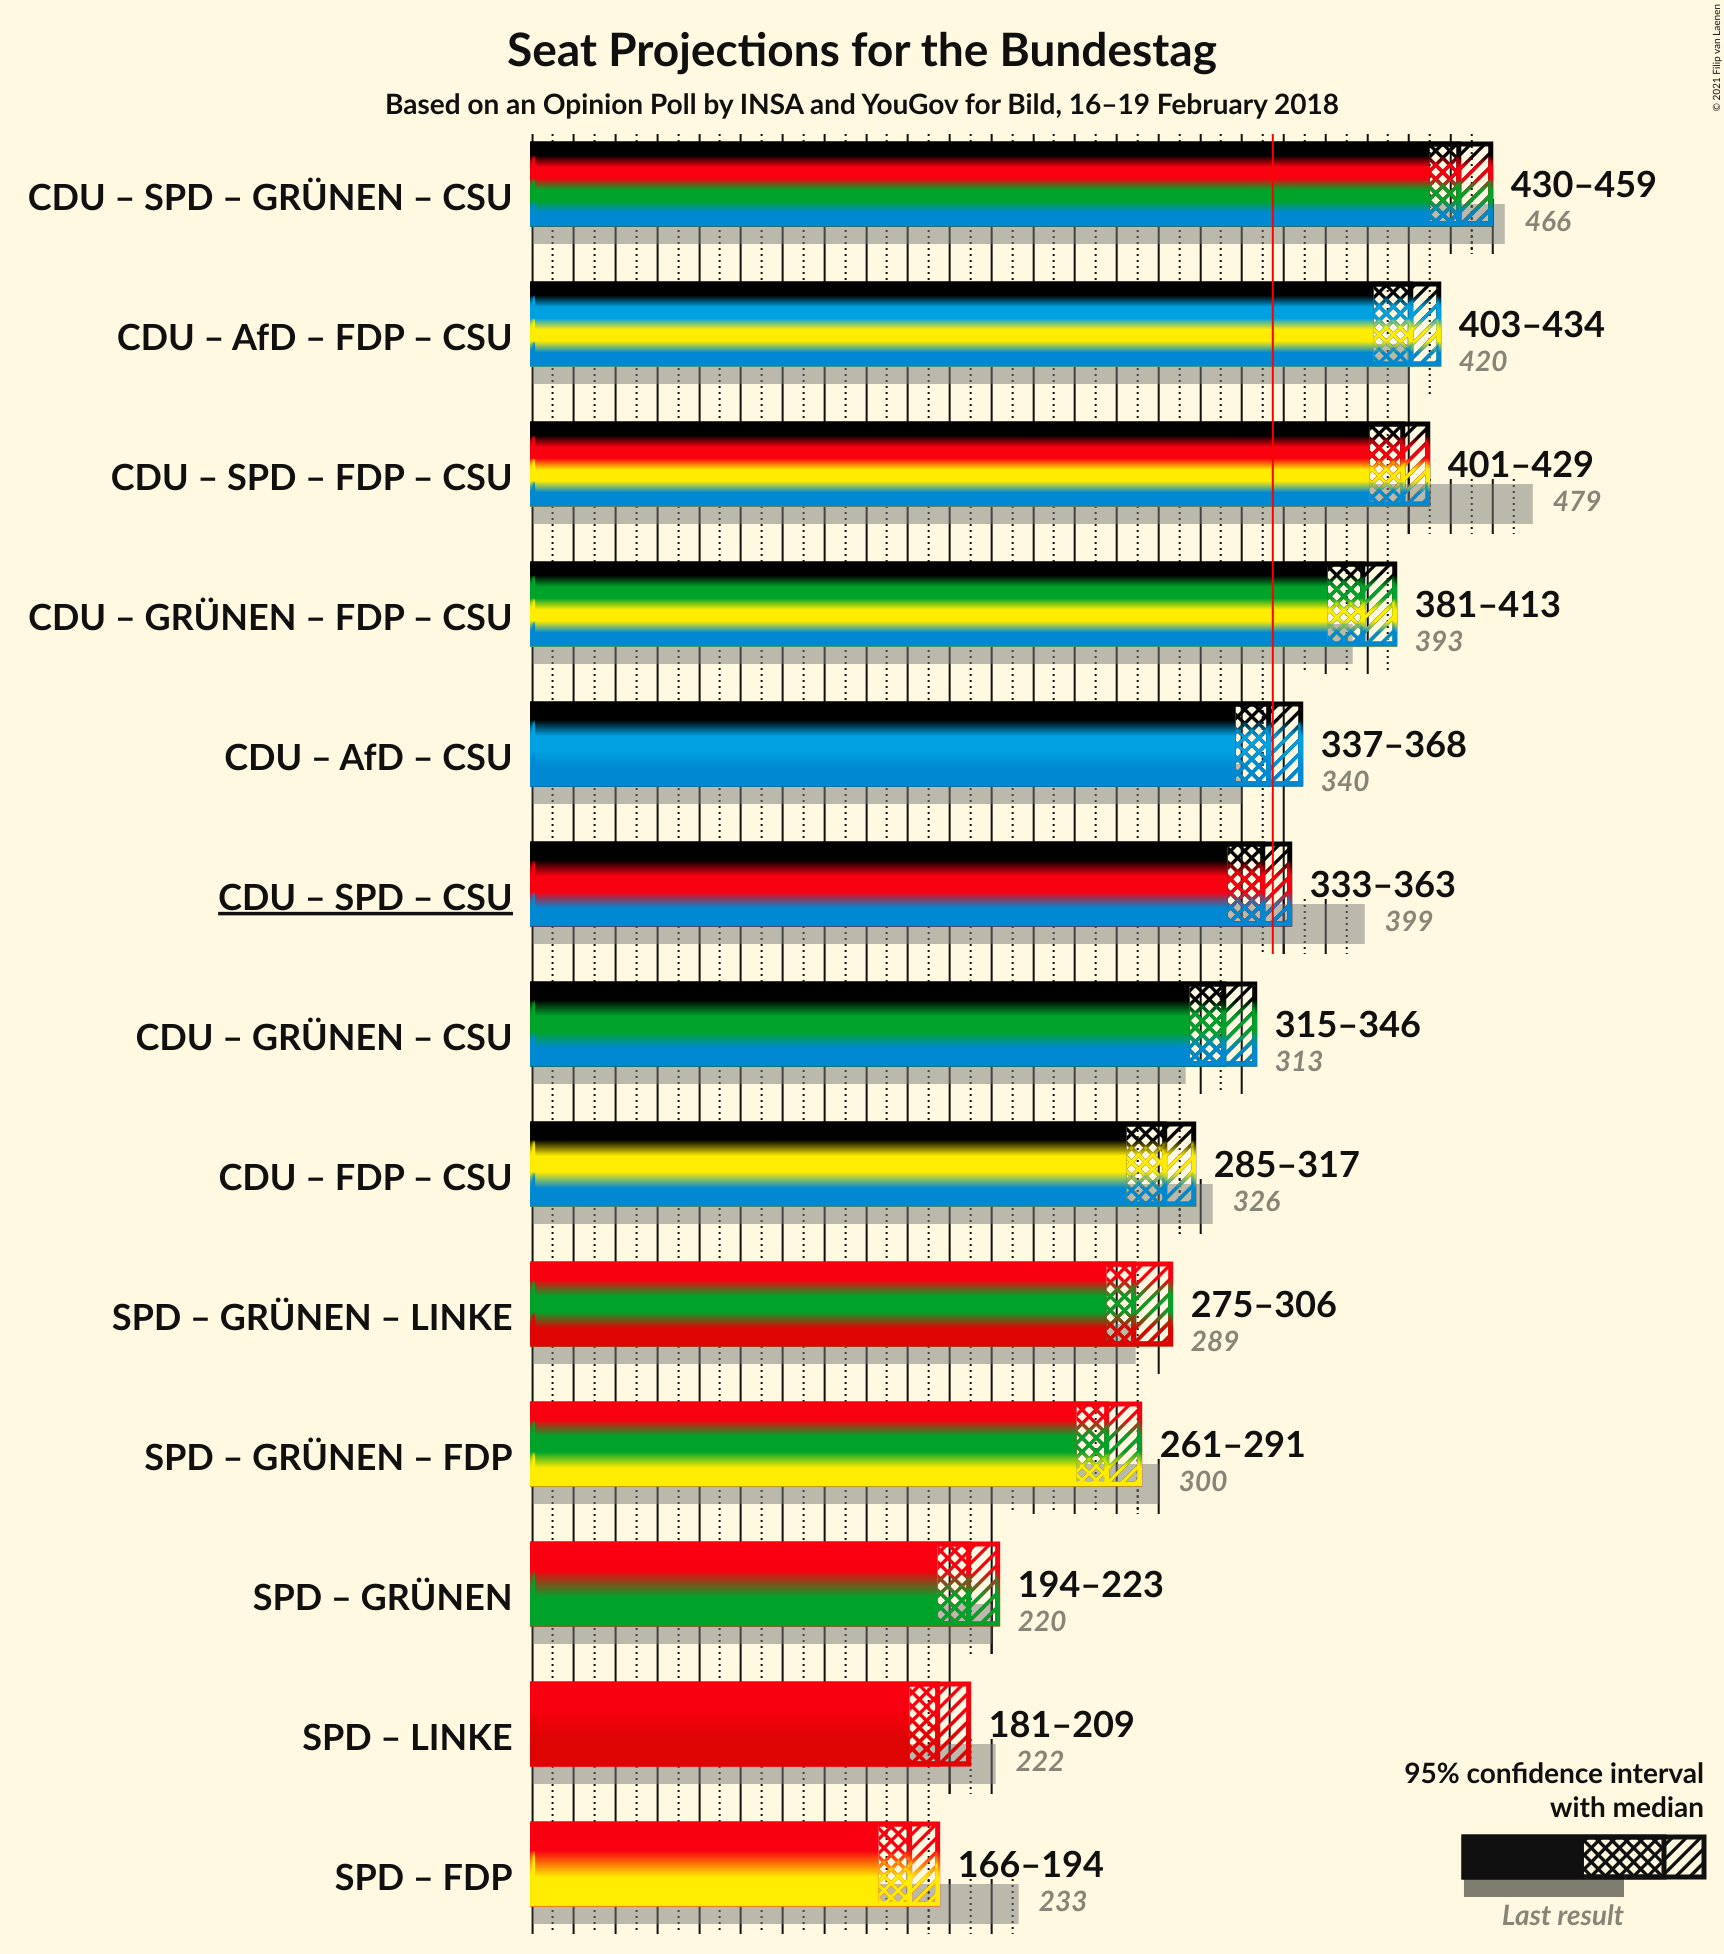 Seat Projections for the Bundestag
Based on an Opinion Poll by INSA and YouGov for Bild, 16–19 February 2018
© 2021 Filip van Laenen
CDU – SPD – GRÜNEN – CSU
430–459
466
CDU – AfD – FDP – CSU
403–434
420
CDU – SPD – FDP – CSU
401–429
479
CDU – GRÜNEN – FDP – CSU
381–413
393
CDU – AfD – CSU
337–368
340
CDU – SPD – CSU
333–363
399
CDU – GRÜNEN – CSU
315–346
313
CDU – FDP – CSU
285–317
326
SPD – GRÜNEN – LINKE
275–306
289
SPD – GRÜNEN – FDP
261–291
300
SPD – GRÜNEN
194–223
220
SPD – LINKE
181–209
222
SPD – FDP
166–194
233
95% confidence interval
with median
Last result